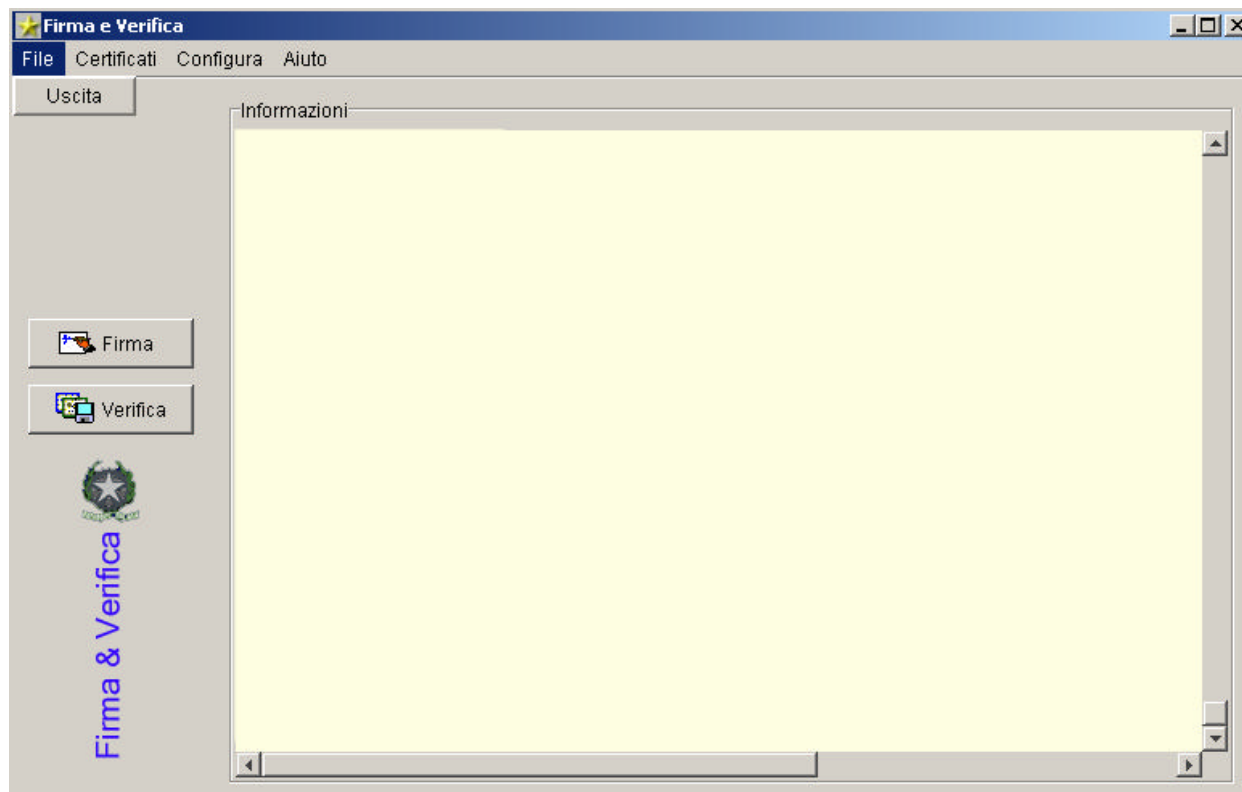 Firma e Verifica
File Certificati Configura Aiuto
Uscita
Informazioni
Firma
Verifica
Firma & Verifica